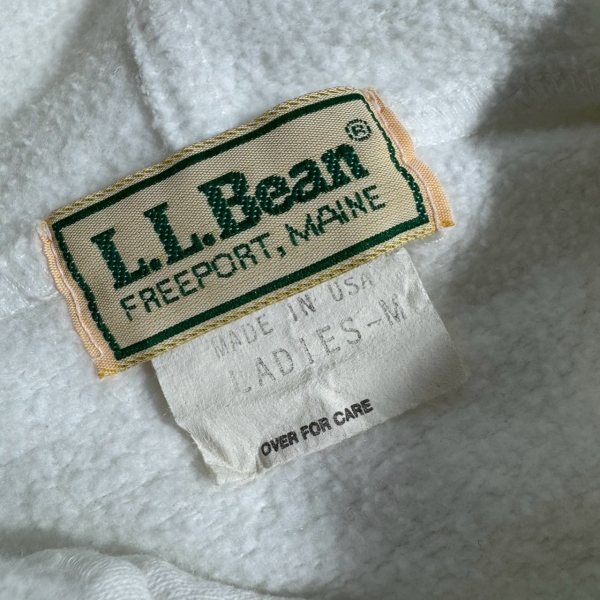 L.L.Bean®
FREEPORT, MAINE
MADE IN USA
LADIES-M
OVER FOR CARE